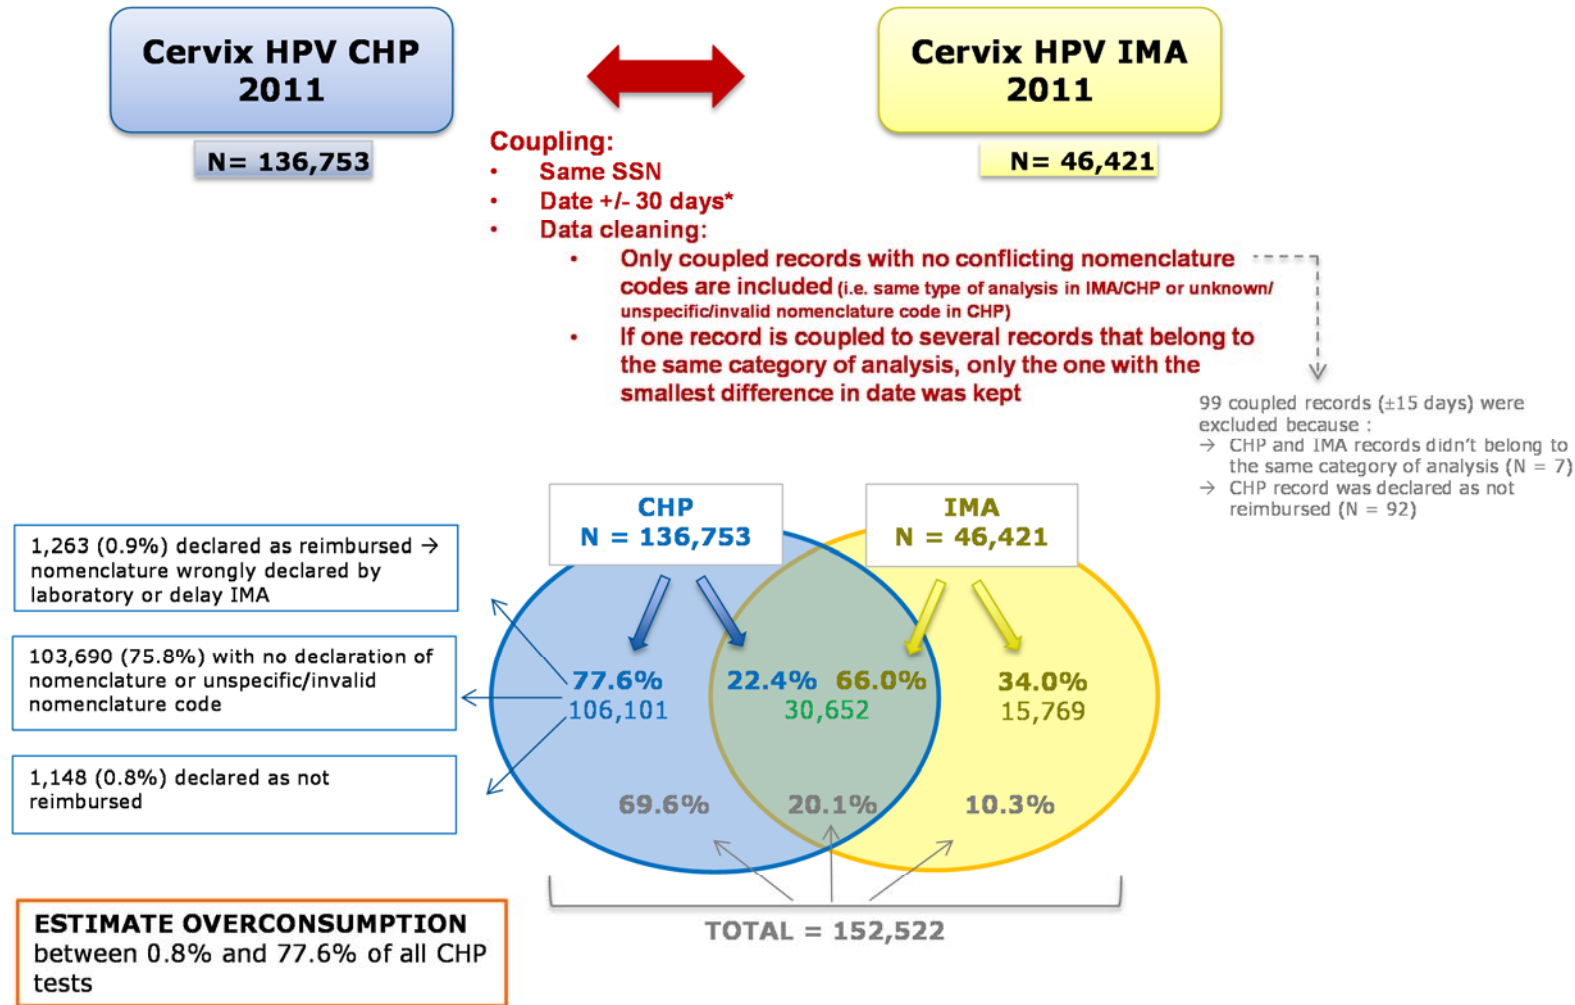 Cervix HPV CHP
2011
N= 136,753
Cervix HPV IMA
2011
N= 46,421
Coupling:
• Same SSN
• Date +/- 30 days*
• Data cleaning:
• Only coupled records with no conflicting nomenclature
codes are included (i.e. same type of analysis in IMA/CHP or unknown/
unspecific/invalid nomenclature code in CHP)
• If one record is coupled to several records that belong to
the same category of analysis, only the one with the
smallest difference in date was kept
99 coupled records (±15 days) were
excluded because :
→ CHP and IMA records didn't belong to
the same category of analysis (N = 7)
→ CHP record was declared as not
reimbursed (N = 92)
CHP
N = 136,753
IMA
N = 46,421
1,263 (0.9%) declared as reimbursed →
nomenclature wrongly declared by
laboratory or delay IMA
103,690 (75.8%) with no declaration of
nomenclature or unspecific/invalid
nomenclature code
1,148 (0.8%) declared as not
reimbursed
77.6%
106,101
22.4% 66.0%
30,652
34.0%
15,769
69.6%
20.1%
10.3%
TOTAL = 152,522
ESTIMATE OVERCONSUMPTION
between 0.8% and 77.6% of all CHP
tests